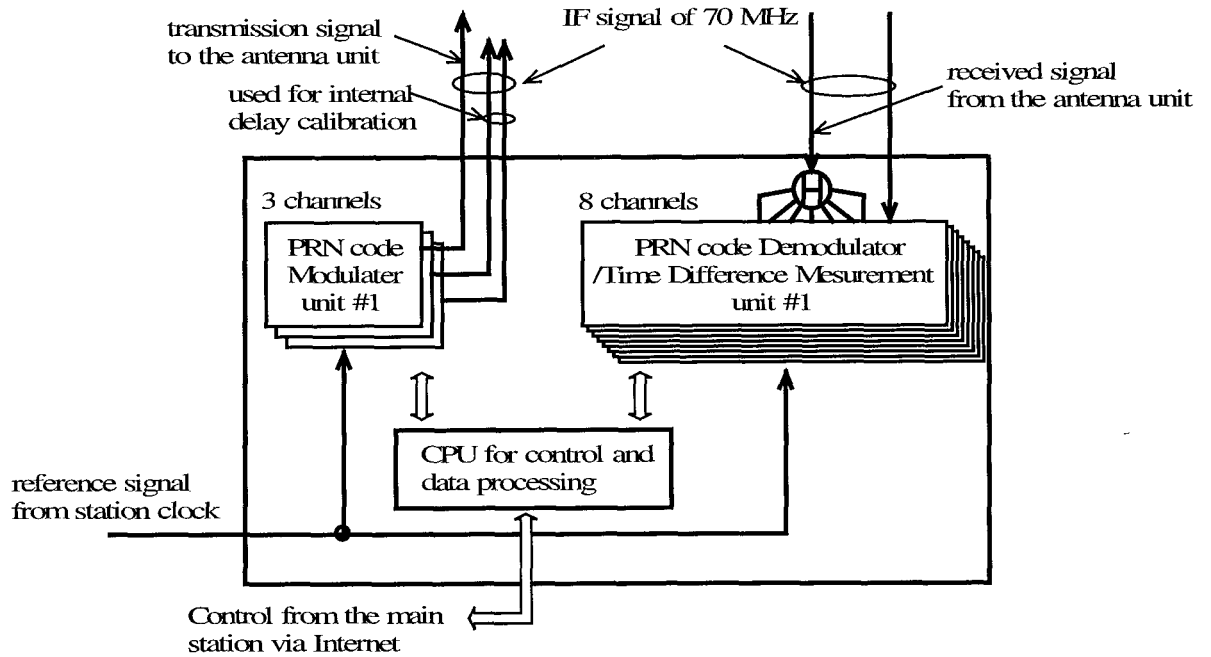 transmission signal
to the antenna unit
IF signal of 70 MHz
received signal
from the antenna unit
used for internal
delay calibration
3 channels
8 channels
PRN code
Modulater
unit #1
PRN code Demodulator
/Time Difference Mesurement
unit #1
H
CPU for control and
data processing
reference signal
from station clock
Control from the main
station via Internet